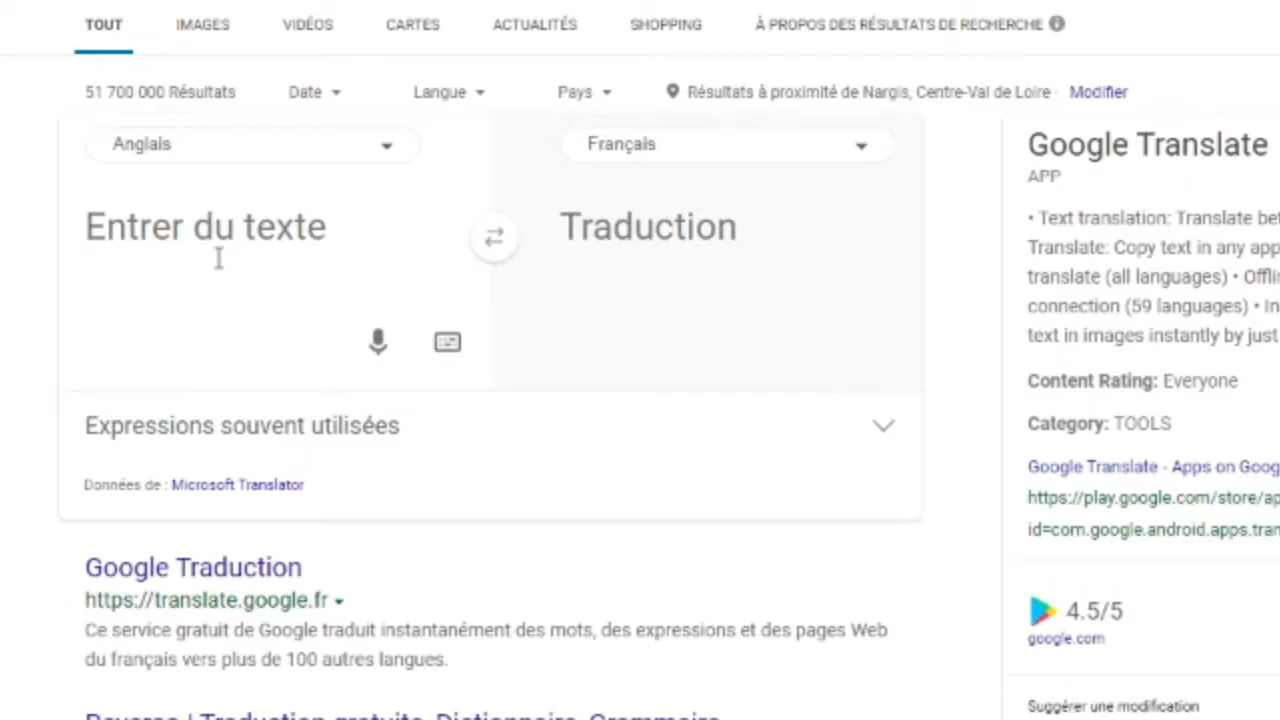 TOUT IMAGES VIDÉOS CARTES ACTUALITÉS SHOPPING À PROPOS DES RÉSULTATS DE RECHERCHE
51 700 000 Résultats Date Langue Pays Résultats à proximité de Nargis, Centre-Val de Loire · Modifier
Anglais
Français
Entrer du texte
Traduction
Expressions souvent utilisées
Données de : Microsoft Translator
Google Traduction
https://translate.google.fr
Ce service gratuit de Google traduit instantanément des mots, des expressions et des pages Web
du français vers plus de 100 autres langues.
Reverso | Traduction gratuite, Dictionnaire, Grammaire
Google Translate
APP
• Text translation: Translate bet
Translate: Copy text in any app
translate (all languages) • Offli
connection (59 languages) • In
text in images instantly by just
Content Rating: Everyone
Category: TOOLS
Google Translate - Apps on Goog
https://play.google.com/store/ap
id=com.google.android.apps.tran
4.5/5
google.com
Suggérer une modification